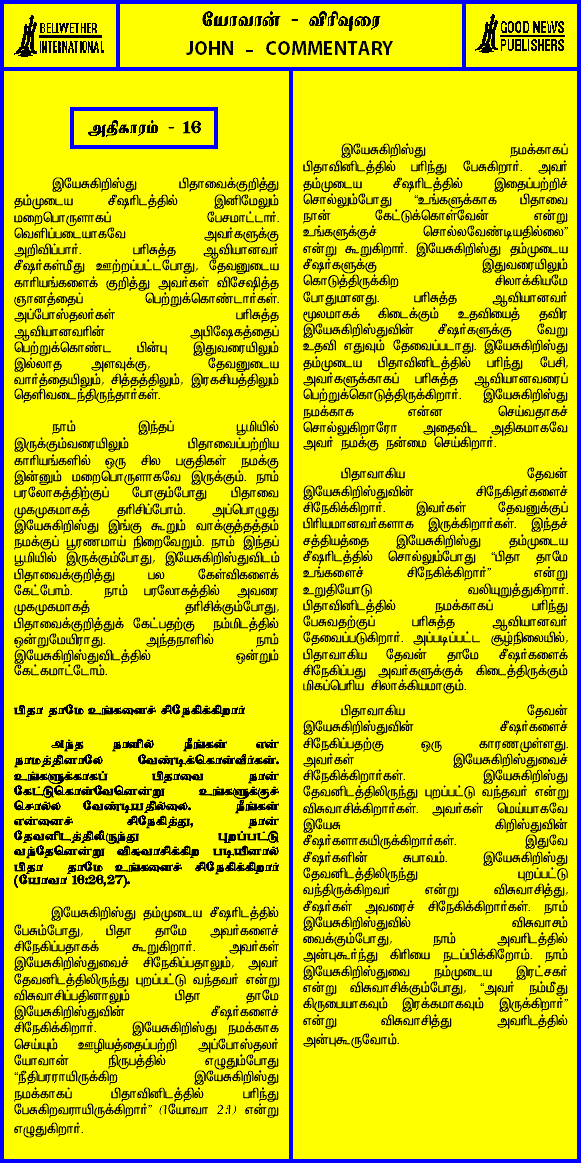 BELWETHER
INTERNATIONAL
யோவான் - விரிவுரை
JOHN - COMMENTARY
GOOD NEWS
PUBLISHERS
அதிகாரம் - 16
இயேசுகிறிஸ்து பிதாவைக்குறித்து
தம்முடைய சீஷரிடத்தில் இனிமேலும்
மறைபொருளாகப் பேசமாட்டார்.
வெளிப்படையாகவே அவர்களுக்கு
அறிவிப்பார். பரிசுத்த ஆவியானவர்
சீஷர்கள்மீது ஊற்றப்பட்டபோது, தேவனுடைய
காரியங்களைக் குறித்து அவர்கள் விசேஷித்த
ஞானத்தைப் பெற்றுக்கொண்டார்கள்.
அப்போஸ்தலர்கள் பரிசுத்த
ஆவியானவரின் அபிஷேகத்தைப்
பெற்றுக்கொண்ட பின்பு இதுவரையிலும்
இல்லாத அளவுக்கு, தேவனுடைய
வார்த்தையிலும், சித்தத்திலும், இரகசியத்திலும்
தெளிவடைந்திருந்தார்கள்.
நாம் இந்தப் பூமியில்
இருக்கும்வரையிலும் பிதாவைப்பற்றிய
காரியங்களில் ஒரு சில பகுதிகள் நமக்கு
இன்னும் மறைபொருளாகவே இருக்கும். நாம்
பரலோகத்திற்குப் போகும்போது பிதாவை
முகமுகமாகத் தரிசிப்போம். அப்பொழுது
இயேசுகிறிஸ்து இங்கு கூறும் வாக்குத்தத்தம்
நமக்குப் பூரணமாய் நிறைவேறும். நாம் இந்தப்
பூமியில் இருக்கும்போது, இயேசுகிறிஸ்துவிடம்
பிதாவைக்குறித்து பல கேள்விகளைக்
கேட்போம். நாம் பரலோகத்தில் அவரை
முகமுகமாகத் தரிசிக்கும்போது,
பிதாவைக்குறித்துக் கேட்பதற்கு நம்மிடத்தில்
ஒன்றுமேயிராது. அந்தநாளில் நாம்
இயேசுகிறிஸ்துவிடத்தில் ஒன்றும்
கேட்கமாட்டோம்.
பிதா தாமே உங்களைச் சிநேகிக்கிறார்
அந்த நாளில் நீங்கள் என்
நாமத்தினாலே வேண்டிக்கொள்வீர்கள்.
உங்களுக்காகப் பிதாவை நான்
கேட்டுக்கொள்வேனென்று உங்களுக்குச்
சொல்ல வேண்டியதில்லை. நீங்கள்
என்னைச் சிநேகித்து, நான்
தேவனிடத்திலிருந்து புறப்பட்டு
வந்தேனென்று விசுவாசிக்கிற படியினால்
பிதா தாமே உங்களைச் சிநேகிக்கிறார்
(யோவா 16:26,27).
இயேசுகிறிஸ்து தம்முடைய சீஷரிடத்தில்
பேசும்போது, பிதா தாமே அவர்களைச்
சிநேகிப்பதாகக் கூறுகிறார். அவர்கள்
இயேசுகிறிஸ்துவைச் சிநேகிப்பதாலும், அவர்
தேவனிடத்திலிருந்து புறப்பட்டு வந்தவர் என்று
விசுவாசிப்பதினாலும் பிதா தாமே
இயேசுகிறிஸ்துவின் சீஷர்களைச்
சிநேகிக்கிறார். இயேசுகிறிஸ்து நமக்காக
செய்யும் ஊழியத்தைப்பற்றி அப்போஸ்தலர்
யோவான் நிருபத்தில் எழுதும்போது
“நீதிபரராயிருக்கிற இயேசுகிறிஸ்து
நமக்காகப் பிதாவினிடத்தில் பரிந்து
பேசுகிறவராயிருக்கிறார்” (1யோவா 2:1) என்று
எழுதுகிறார்.
இயேசுகிறிஸ்து நமக்காகப்
பிதாவினிடத்தில் பரிந்து பேசுகிறார். அவர்
தம்முடைய சீஷரிடத்தில் இதைப்பற்றிச்
சொல்லும்போது “உங்களுக்காக பிதாவை
நான் கேட்டுக்கொள்வேன் என்று
உங்களுக்குச் சொல்லவேண்டியதில்லை”
என்று கூறுகிறார். இயேசுகிறிஸ்து தம்முடைய
சீஷர்களுக்கு இதுவரையிலும்
கொடுத்திருக்கிற சிலாக்கியமே
போதுமானது. பரிசுத்த ஆவியானவர்
மூலமாகக் கிடைக்கும் உதவியைத் தவிர
இயேசுகிறிஸ்துவின் சீஷர்களுக்கு வேறு
உதவி எதுவும் தேவைப்படாது. இயேசுகிறிஸ்து
தம்முடைய பிதாவினிடத்தில் பரிந்து பேசி,
அவர்களுக்காகப் பரிசுத்த ஆவியானவரைப்
பெற்றுக்கொடுத்திருக்கிறார். இயேசுகிறிஸ்து
நமக்காக என்ன செய்வதாகச்
சொல்லுகிறாரோ அதைவிட அதிகமாகவே
அவர் நமக்கு நன்மை செய்கிறார்.
பிதாவாகிய தேவன்
இயேசுகிறிஸ்துவின் சிநேகிதர்களைச்
சிநேகிக்கிறார். இவர்கள் தேவனுக்குப்
பிரியமானவர்களாக இருக்கிறார்கள். இந்தச்
சத்தியத்தை இயேசுகிறிஸ்து தம்முடைய
சீஷரிடத்தில் சொல்லும்போது “பிதா தாமே
உங்களைச் சிநேகிக்கிறார்” என்று
உறுதியோடு வலியுறுத்துகிறார்.
பிதாவினிடத்தில் நமக்காகப் பரிந்து
பேசுவதற்குப் பரிசுத்த ஆவியானவர்
தேவைப்படுகிறார். அப்படிப்பட்ட சூழ்நிலையில்,
பிதாவாகிய தேவன் தாமே சீஷர்களைக்
சிநேகிப்பது அவர்களுக்குக் கிடைத்திருக்கும்
மிகப்பெரிய சிலாக்கியமாகும்.
பிதாவாகிய தேவன்
இயேசுகிறிஸ்துவின் சீஷர்களைச்
சிநேகிப்பதற்கு ஒரு காரணமுள்ளது.
அவர்கள் இயேசுகிறிஸ்துவைச்
சிநேகிக்கிறார்கள். இயேசுகிறிஸ்து
தேவனிடத்திலிருந்து புறப்பட்டு வந்தவர் என்று
விசுவாசிக்கிறார்கள். அவர்கள் மெய்யாகவே
இயேசு கிறிஸ்துவின்
சீஷர்களாகயிருக்கிறார்கள். இதுவே
சீஷர்களின் சுபாவம். இயேசுகிறிஸ்து
தேவனிடத்திலிருந்து புறப்பட்டு
வந்திருக்கிறவர் என்று விசுவாசித்து,
சீஷர்கள் அவரைச் சிநேகிக்கிறார்கள். நாம்
இயேசுகிறிஸ்துவில் விசுவாசம்
வைக்கும்போது, நாம் அவரிடத்தில்
அன்புகூர்ந்து கிரியை நடப்பிக்கிறோம். நாம்
இயேசுகிறிஸ்துவை நம்முடைய இரட்சகர்
என்று விசுவாசிக்கும்போது, “அவர் நம்மீது
கிருபையாகவும் இரக்கமாகவும் இருக்கிறார்”
என்று விசுவாசித்து அவரிடத்தில்
அன்புகூருவோம்.